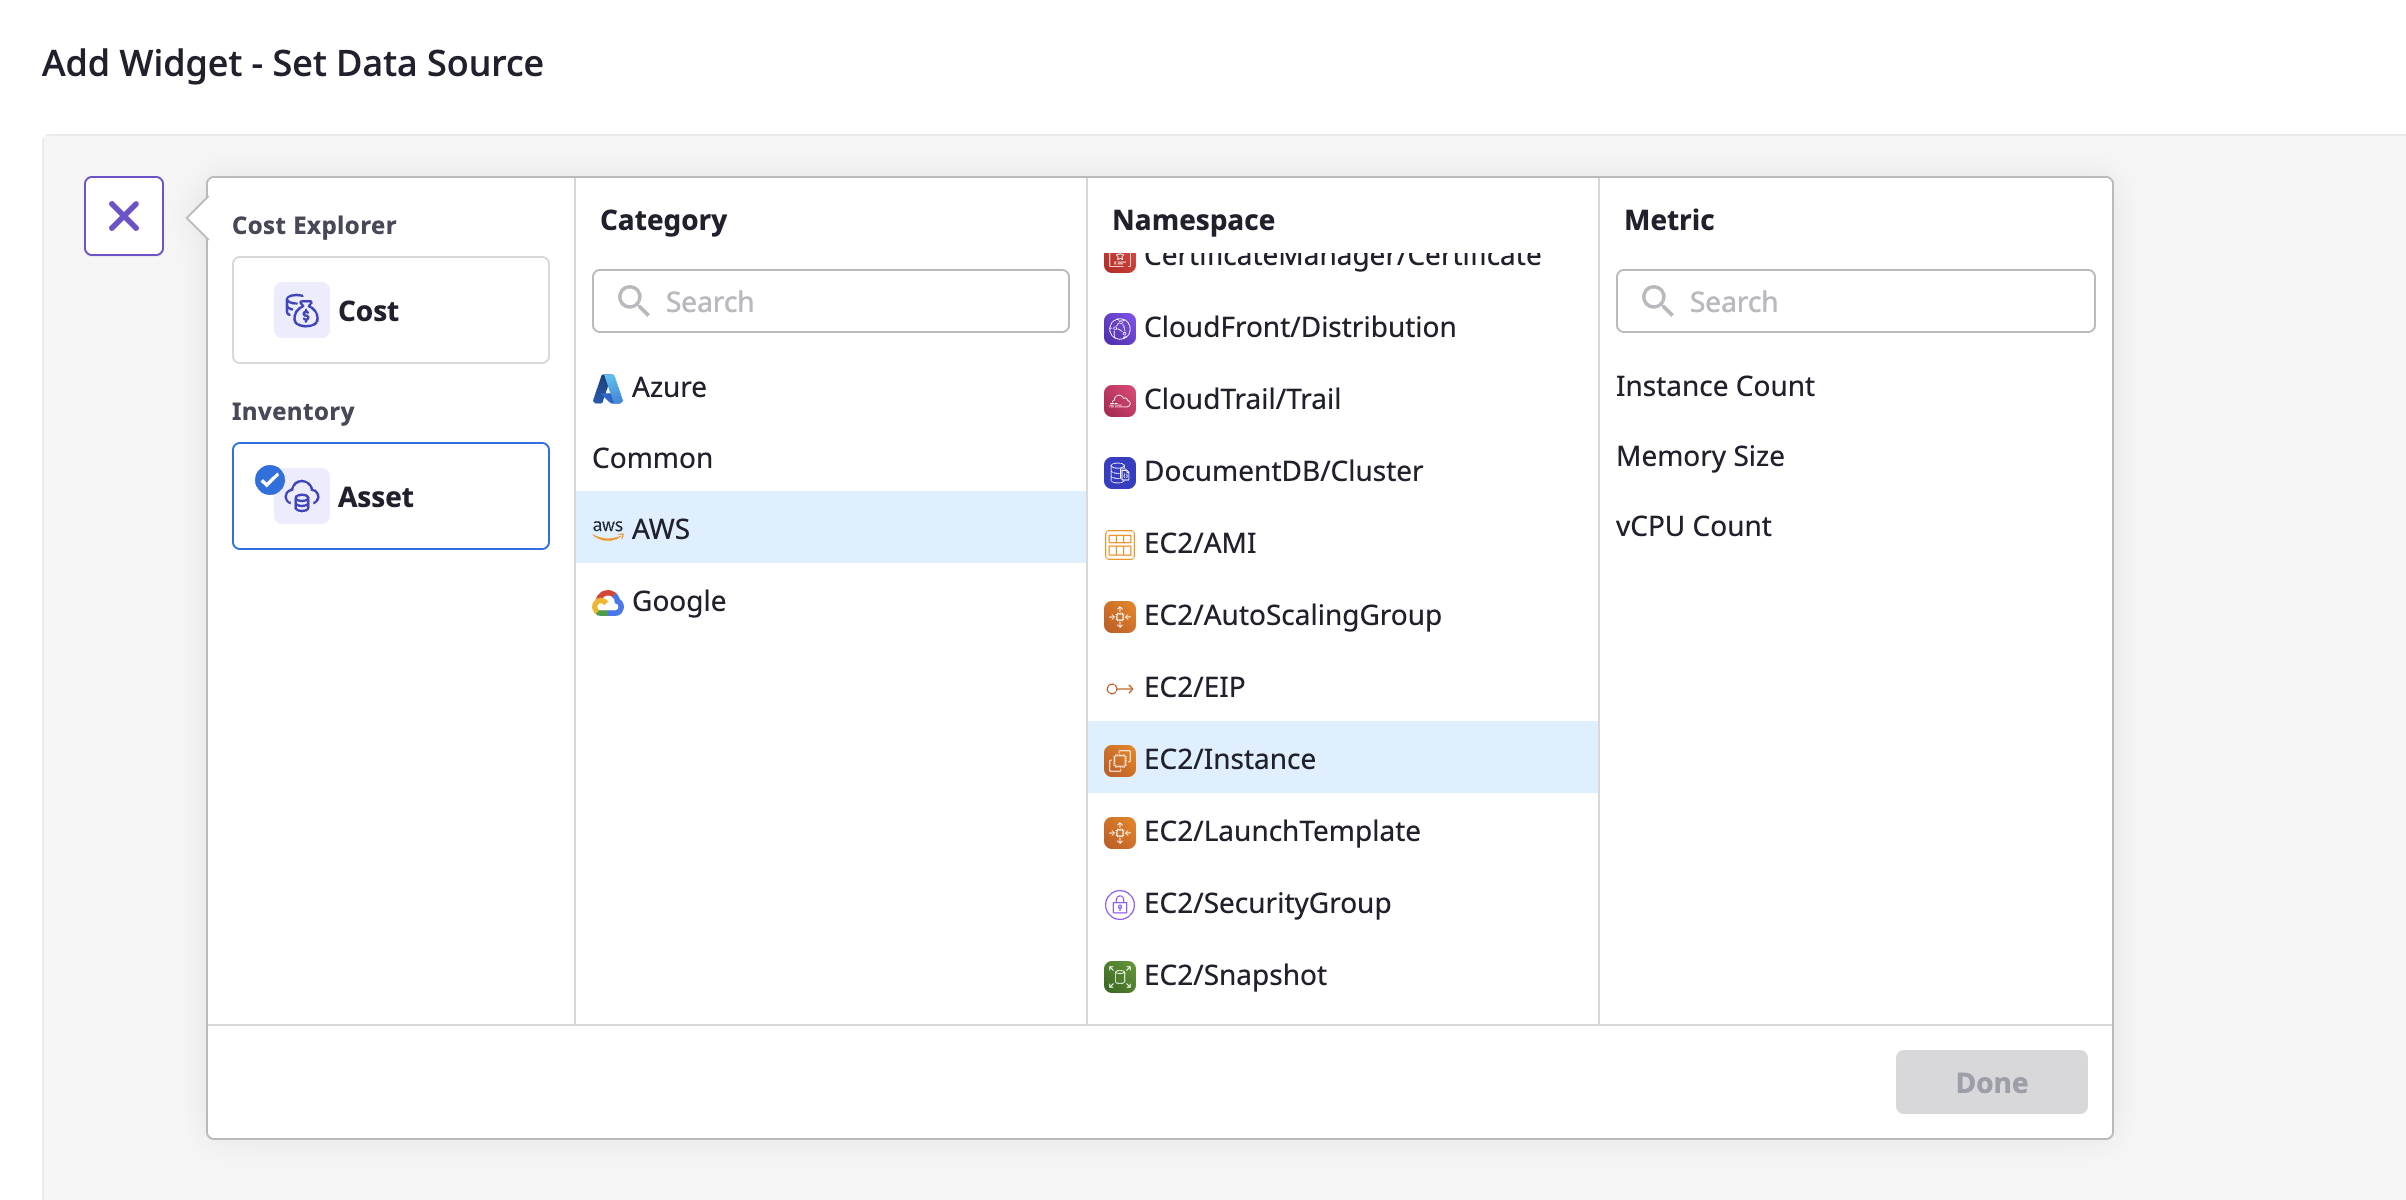 Add Widget - Set Data Source
Cost Explorer
Cost
Inventory
Asset
Category
Search
Azure
Common
aws AWS
Google
Namespace
CertificateManager/Certificate
CloudFront/Distribution
CloudTrail/Trail
DocumentDB/Cluster
EC2/AMI
EC2/AutoScalingGroup
EC2/EIP
EC2/Instance
EC2/LaunchTemplate
EC2/SecurityGroup
EC2/Snapshot
Metric
Search
Instance Count
Memory Size
vCPU Count
Done